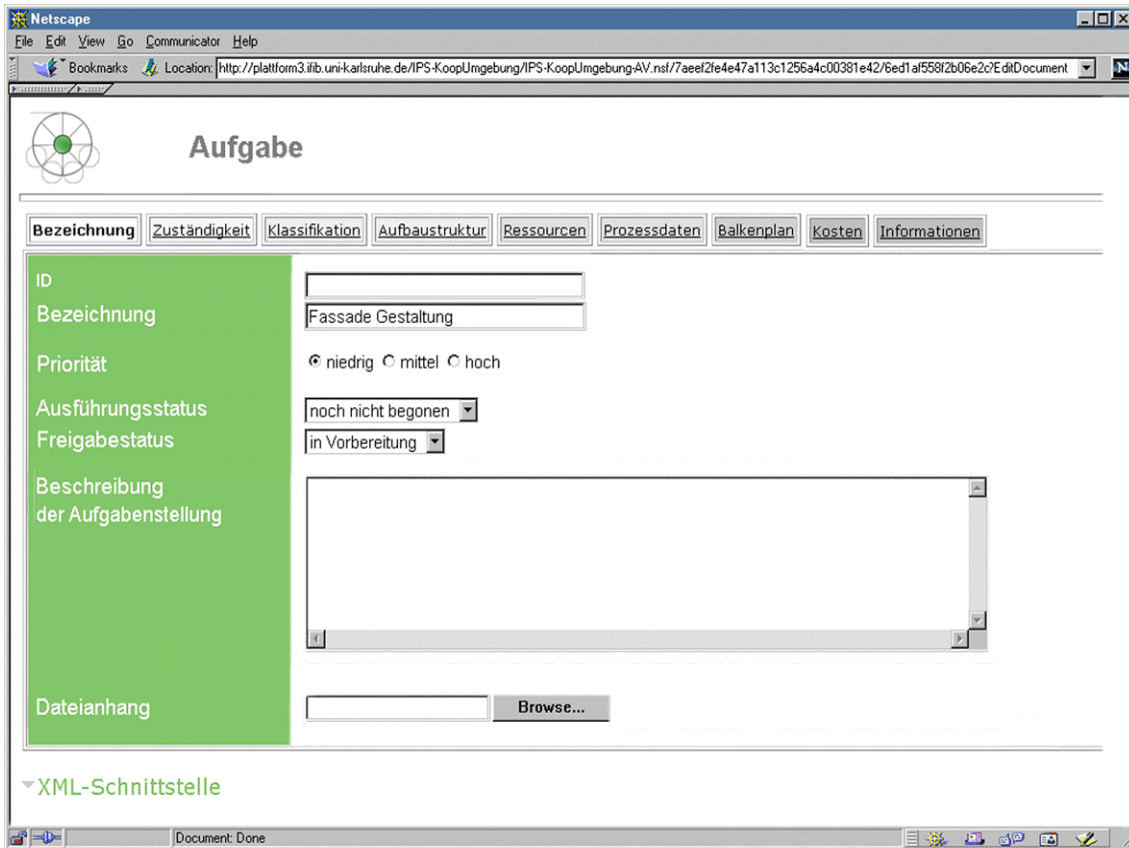 Netscape
File Edit View Go Communicator Help
Bookmarks Location: http://plattform3.ifib.uni-karlsruhe.de/IPS-KoopUmgebung/IPS-KoopUmgebung-AV.nsf/7aeef2fe4e47a113c1256a4c00381e42/6ed1af558f2b06e2c?EditDocument
Aufgabe
Bezeichnung Zuständigkeit Klassifikation Aufbaustruktur Ressourcen Prozessdaten Balkenplan Kosten Informationen
ID
Bezeichnung Fassade Gestaltung
Priorität niedrig mittel hoch
Ausführungsstatus noch nicht begonen
Freigabestatus in Vorbereitung
Beschreibung
der Aufgabenstellung
Dateianhang Browse...
XML-Schnittstelle
Document: Done